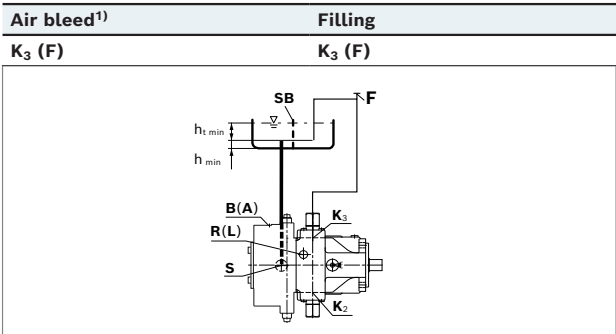 Air bleed1) Filling
K3 (F) K3 (F)
SB
F
ht min
h min
B(A)
K3
R(L)
S
K2